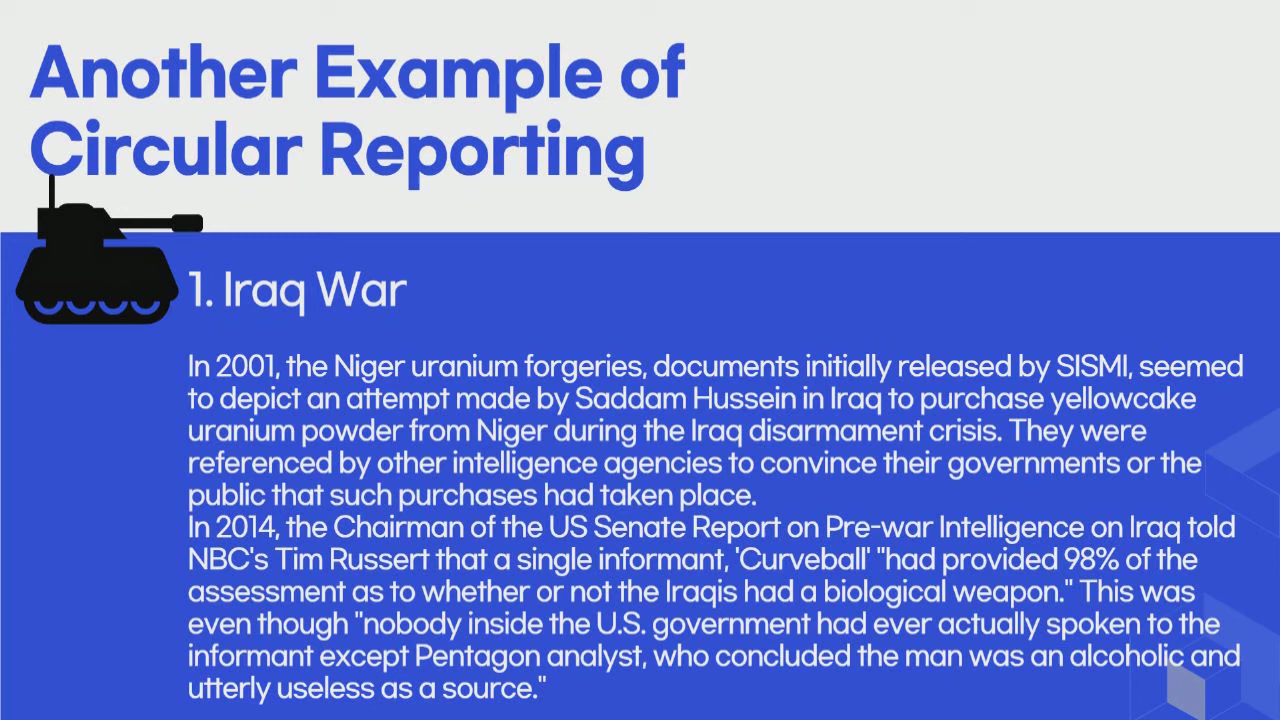 Another Example of
Circular Reporting
1. Iraq War
In 2001, the Niger uranium forgeries, documents initially released by SISMI, seemed
to depict an attempt made by Saddam Hussein in Iraq to purchase yellowcake
uranium powder from Niger during the Iraq disarmament crisis. They were
referenced by other intelligence agencies to convince their governments or the
public that such purchases had taken place.
In 2014, the Chairman of the US Senate Report on Pre-war Intelligence on Iraq told
NBC's Tim Russert that a single informant, 'Curveball' "had provided 98% of the
assessment as to whether or not the Iraqis had a biological weapon." This was
even though "nobody inside the U.S. government had ever actually spoken to the
informant except Pentagon analyst, who concluded the man was an alcoholic and
utterly useless as a source."